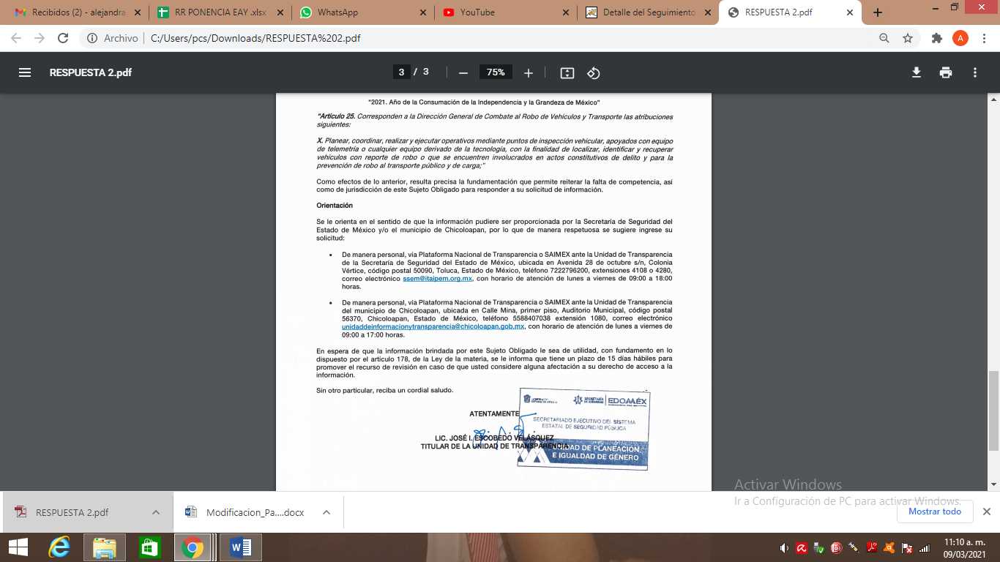 Recibidos (2) - alejandra
RR PONENCIA EAY .xlsx
WhatsApp
YouTube
Detalle del Seguimiento
RESPUESTA 2.pdf
Archivo
C:/Users/pcs/Downloads/RESPUESTA%202.pdf
A
RESPUESTA 2.pdf
3 / 3
75%
"2021. Año de la Consumación de la Independencia y la Grandeza de México"
"Artículo 25. Corresponden a la Dirección General de Combate al Robo de Vehículos y Transporte las atribuciones
siguientes:
X. Planear, coordinar, realizar y ejecutar operativos mediante puntos de inspección vehicular, apoyados con equipo
de telemetría o cualquier equipo derivado de la tecnología, con la finalidad de localizar, identificar y recuperar
vehículos con reporte de robo o que se encuentren involucrados en actos constitutivos de delito y para la
prevención de robo al transporte público y de carga;"
Como efectos de lo anterior, resulta precisa la fundamentación que permite reiterar la falta de competencia, así
como de jurisdicción de este Sujeto Obligado para responder a su solicitud de información.
Orientación
Se le orienta en el sentido de que la información pudiere ser proporcionada por la Secretaría de Seguridad del
Estado de México y/o el municipio de Chicoloapan, por lo que de manera respetuosa se sugiere ingrese su
solicitud:
• De manera personal, vía Plataforma Nacional de Transparencia o SAIMEX ante la Unidad de Transparencia
de la Secretaría de Seguridad del Estado de México, ubicada en Avenida 28 de octubre s/n, Colonia
Vértice, código postal 50090, Toluca, Estado de México, teléfono 7222796200, extensiones 4108 o 4280,
correo electrónico ssem@itaipem.org.mx, con horario de atención de lunes a viernes de 09:00 a 18:00
horas.
• De manera personal, vía Plataforma Nacional de Transparencia o SAIMEX ante la Unidad de Transparencia
del municipio de Chicoloapan, ubicada en Calle Mina, primer piso, Auditorio Municipal, código postal
56370, Chicoloapan, Estado de México, teléfono 5588407038 extensión 1080, correo electrónico
unidaddeinformacionytransparencia@chicoloapan.gob.mx, con horario de atención de lunes a viernes de
09:00 a 17:00 horas.
En espera de que la información brindada por este Sujeto Obligado le sea de utilidad, con fundamento en lo
dispuesto por el artículo 178, de la Ley de la materia, se le informa que tiene un plazo de 15 días hábiles para
promover el recurso de revisión en caso de que usted considere alguna afectación a su derecho de acceso a la
información.
Sin otro particular, reciba un cordial saludo.
ATENTAMENTE
LIC. JOSÉ I. ESCOBEDO VELÁSQUEZ
TITULAR DE LA UNIDAD DE TRANSPARENCIA
SECRETARÍA
DE SEGURIDAD
EDOMÉX
SECRETARIADO EJECUTIVO DEL SISTEMA
ESTATAL DE SEGURIDAD PÚBLICA
UNIDAD DE PLANEACIÓN
E IGUALDAD DE GÉNERO
Activar Windows
Ir a Configuración de PC para activar Windows.
RESPUESTA 2.pdf
Modificacion_Pa....docx
Mostrar todo
11:10 a. m.
09/03/2021